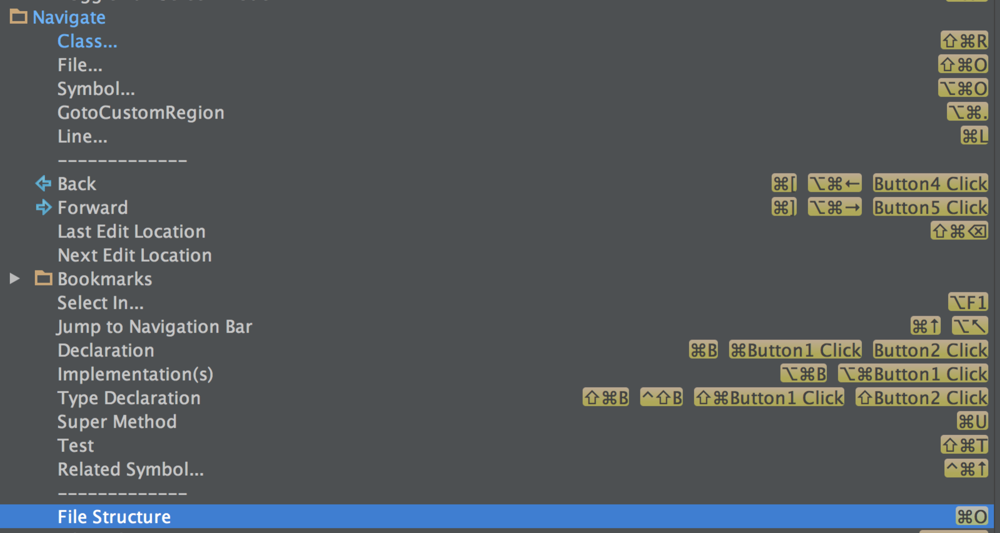 Navigate
Class... ⇧⌘R
File... ⇧⌘O
Symbol... ⌥⌘O
GotoCustomRegion ⌥⌘.
Line... ⌘L
-------------
Back ⌘[ ⌥⌘← Button4 Click
Forward ⌘] ⌥⌘→ Button5 Click
Last Edit Location ⇧⌘⌫
Next Edit Location
Bookmarks
Select In... ⌥F1
Jump to Navigation Bar ⌘↑ ⌥↖
Declaration ⌘B ⌘Button1 Click Button2 Click
Implementation(s) ⌥⌘B ⌥⌘Button1 Click
Type Declaration ⇧⌘B ^⇧B ⇧⌘Button1 Click ⇧Button2 Click
Super Method ⌘U
Test ⇧⌘T
Related Symbol... ^⌘↑
-------------
File Structure ⌘O